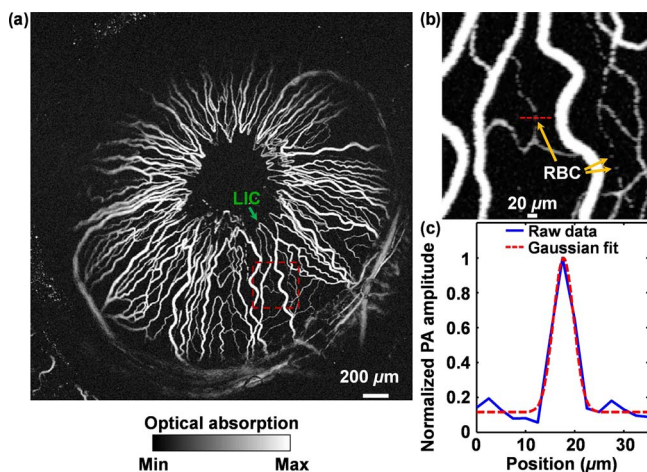 (a)
LIC
200 µm
Optical absorption
Min Max
(b)
RBC
20 µm
(c)
Raw data
Gaussian fit
Normalized PA amplitude
1
0.8
0.6
0.4
0.2
0
0 10 20 30
Position (µm)